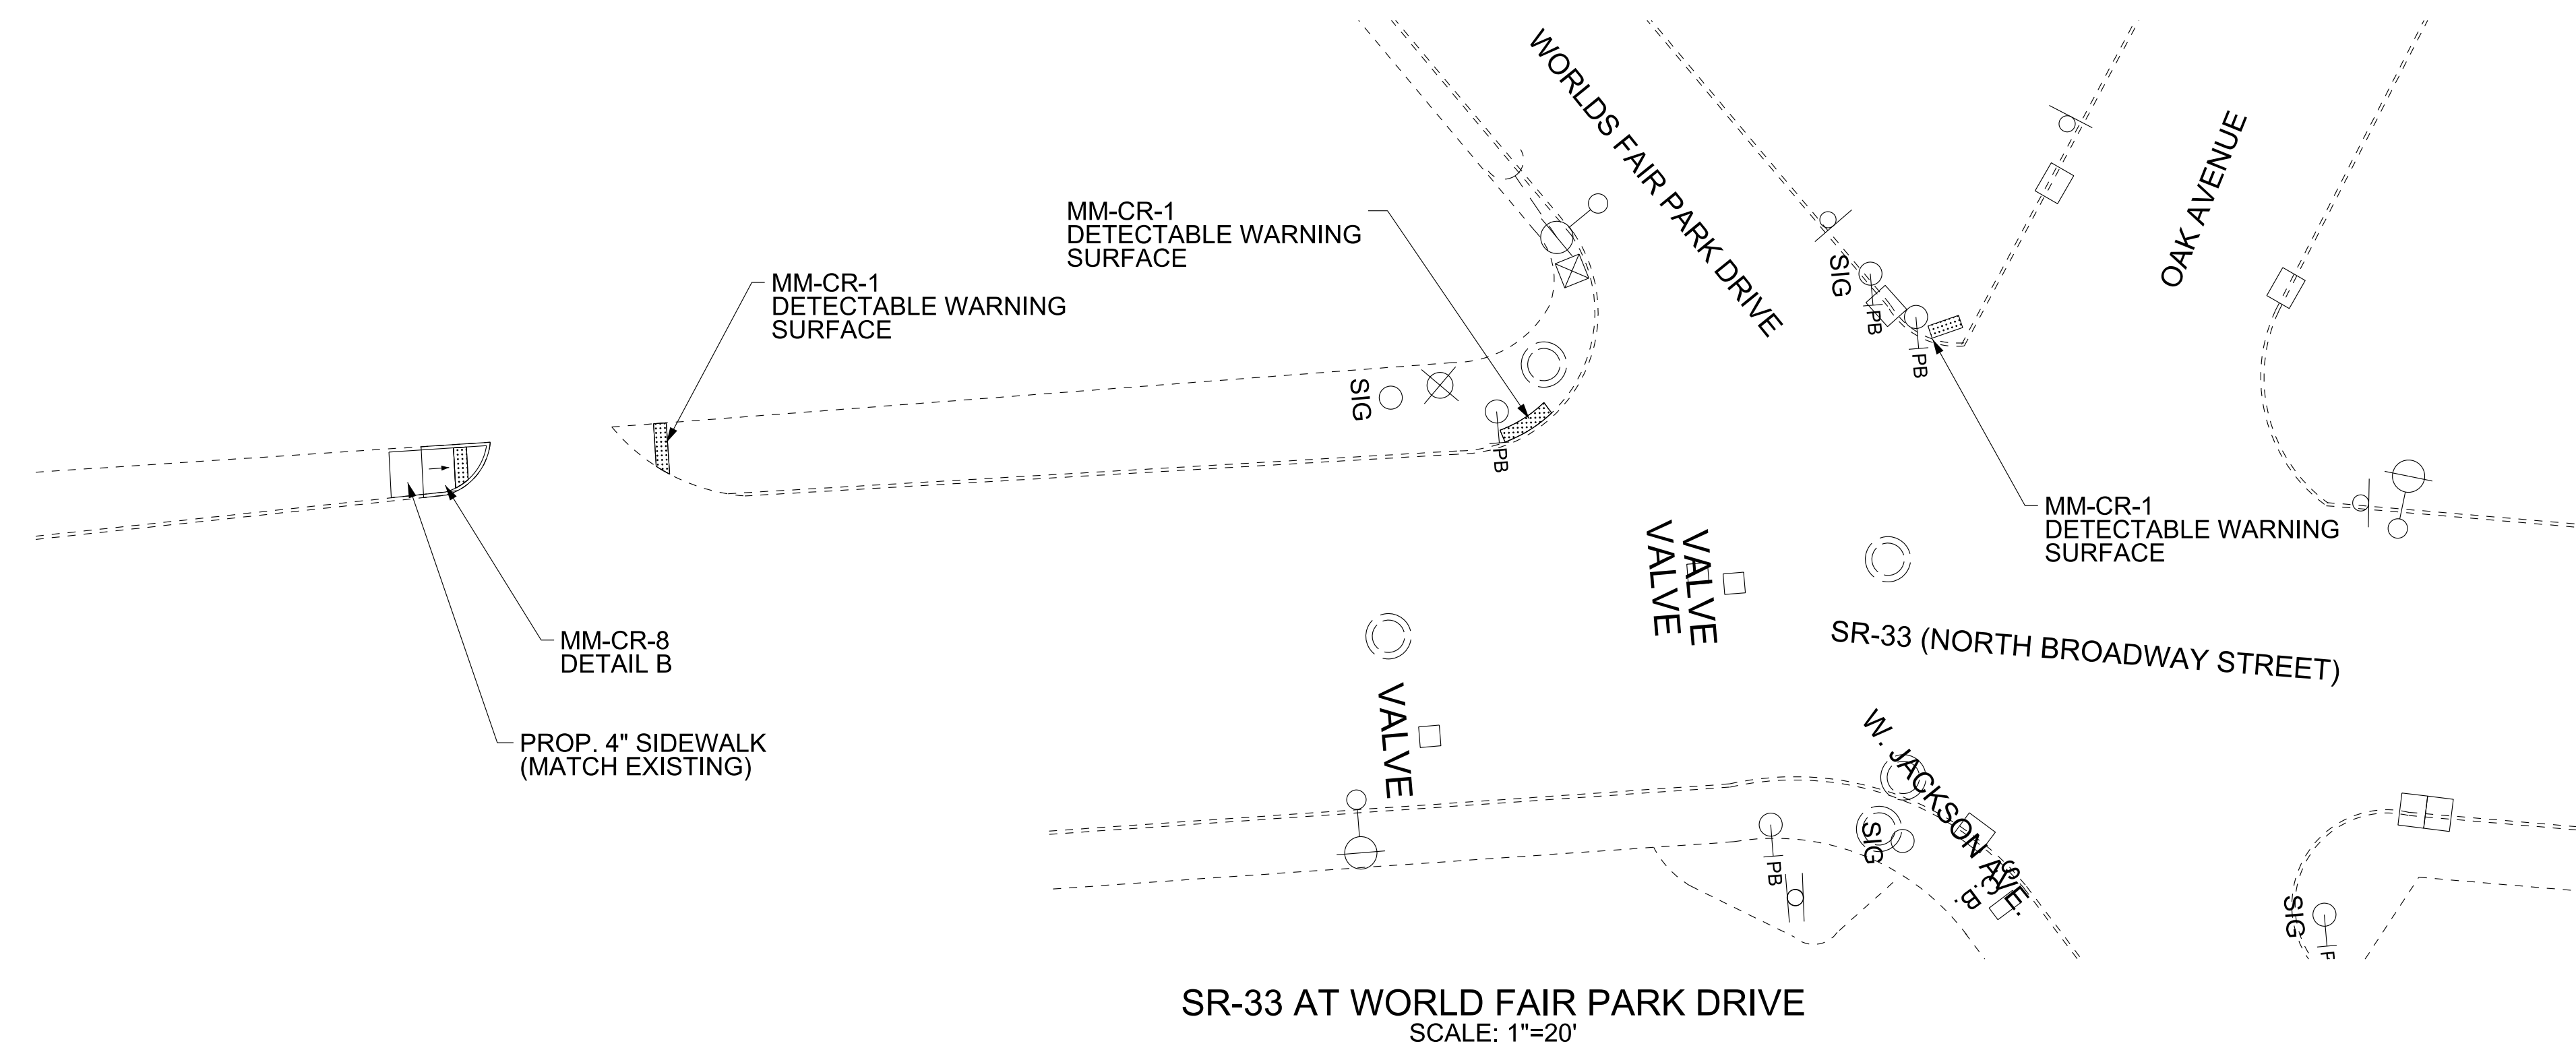 WORLDS FAIR PARK DRIVE
OAK AVENUE
MM-CR-1
DETECTABLE WARNING
SURFACE
MM-CR-1
DETECTABLE WARNING
SURFACE
SIG
PB
PB
SIG
PB
MM-CR-1
DETECTABLE WARNING
SURFACE
VALVE
VALVE
SR-33 (NORTH BROADWAY STREET)
MM-CR-8
DETAIL B
VALVE
PROP. 4" SIDEWALK
(MATCH EXISTING)
W. JACKSON AVE.
SIG
PB
SIG
SR-33 AT WORLD FAIR PARK DRIVE
SCALE: 1"=20'